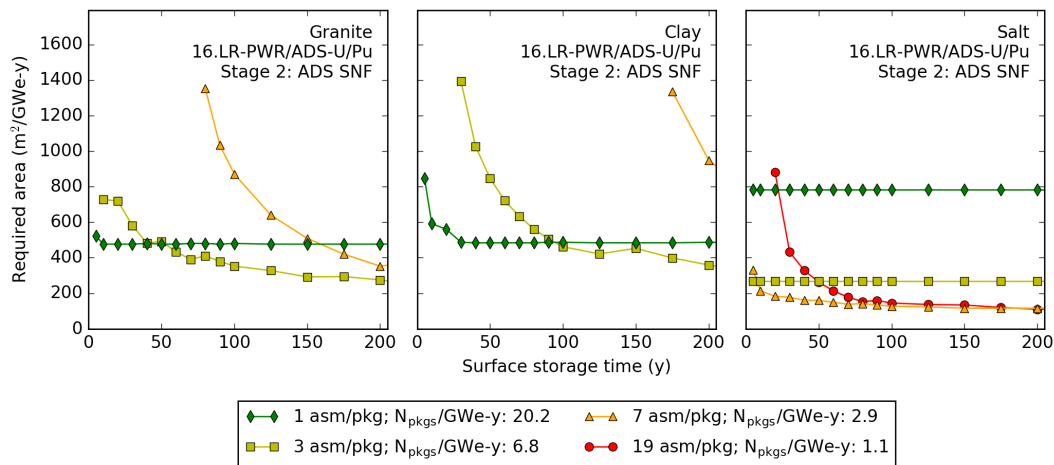 Granite
16.LR-PWR/ADS-U/Pu
Stage 2: ADS SNF
Clay
16.LR-PWR/ADS-U/Pu
Stage 2: ADS SNF
Salt
16.LR-PWR/ADS-U/Pu
Stage 2: ADS SNF
Required area (m²/GWe-y)
1600
1400
1200
1000
800
600
400
200
0
0 50 100 150 200
0 50 100 150 200
0 50 100 150 200
Surface storage time (y)
1 asm/pkg; Npkgs/GWe-y: 20.2
3 asm/pkg; Npkgs/GWe-y: 6.8
7 asm/pkg; Npkgs/GWe-y: 2.9
19 asm/pkg; Npkgs/GWe-y: 1.1